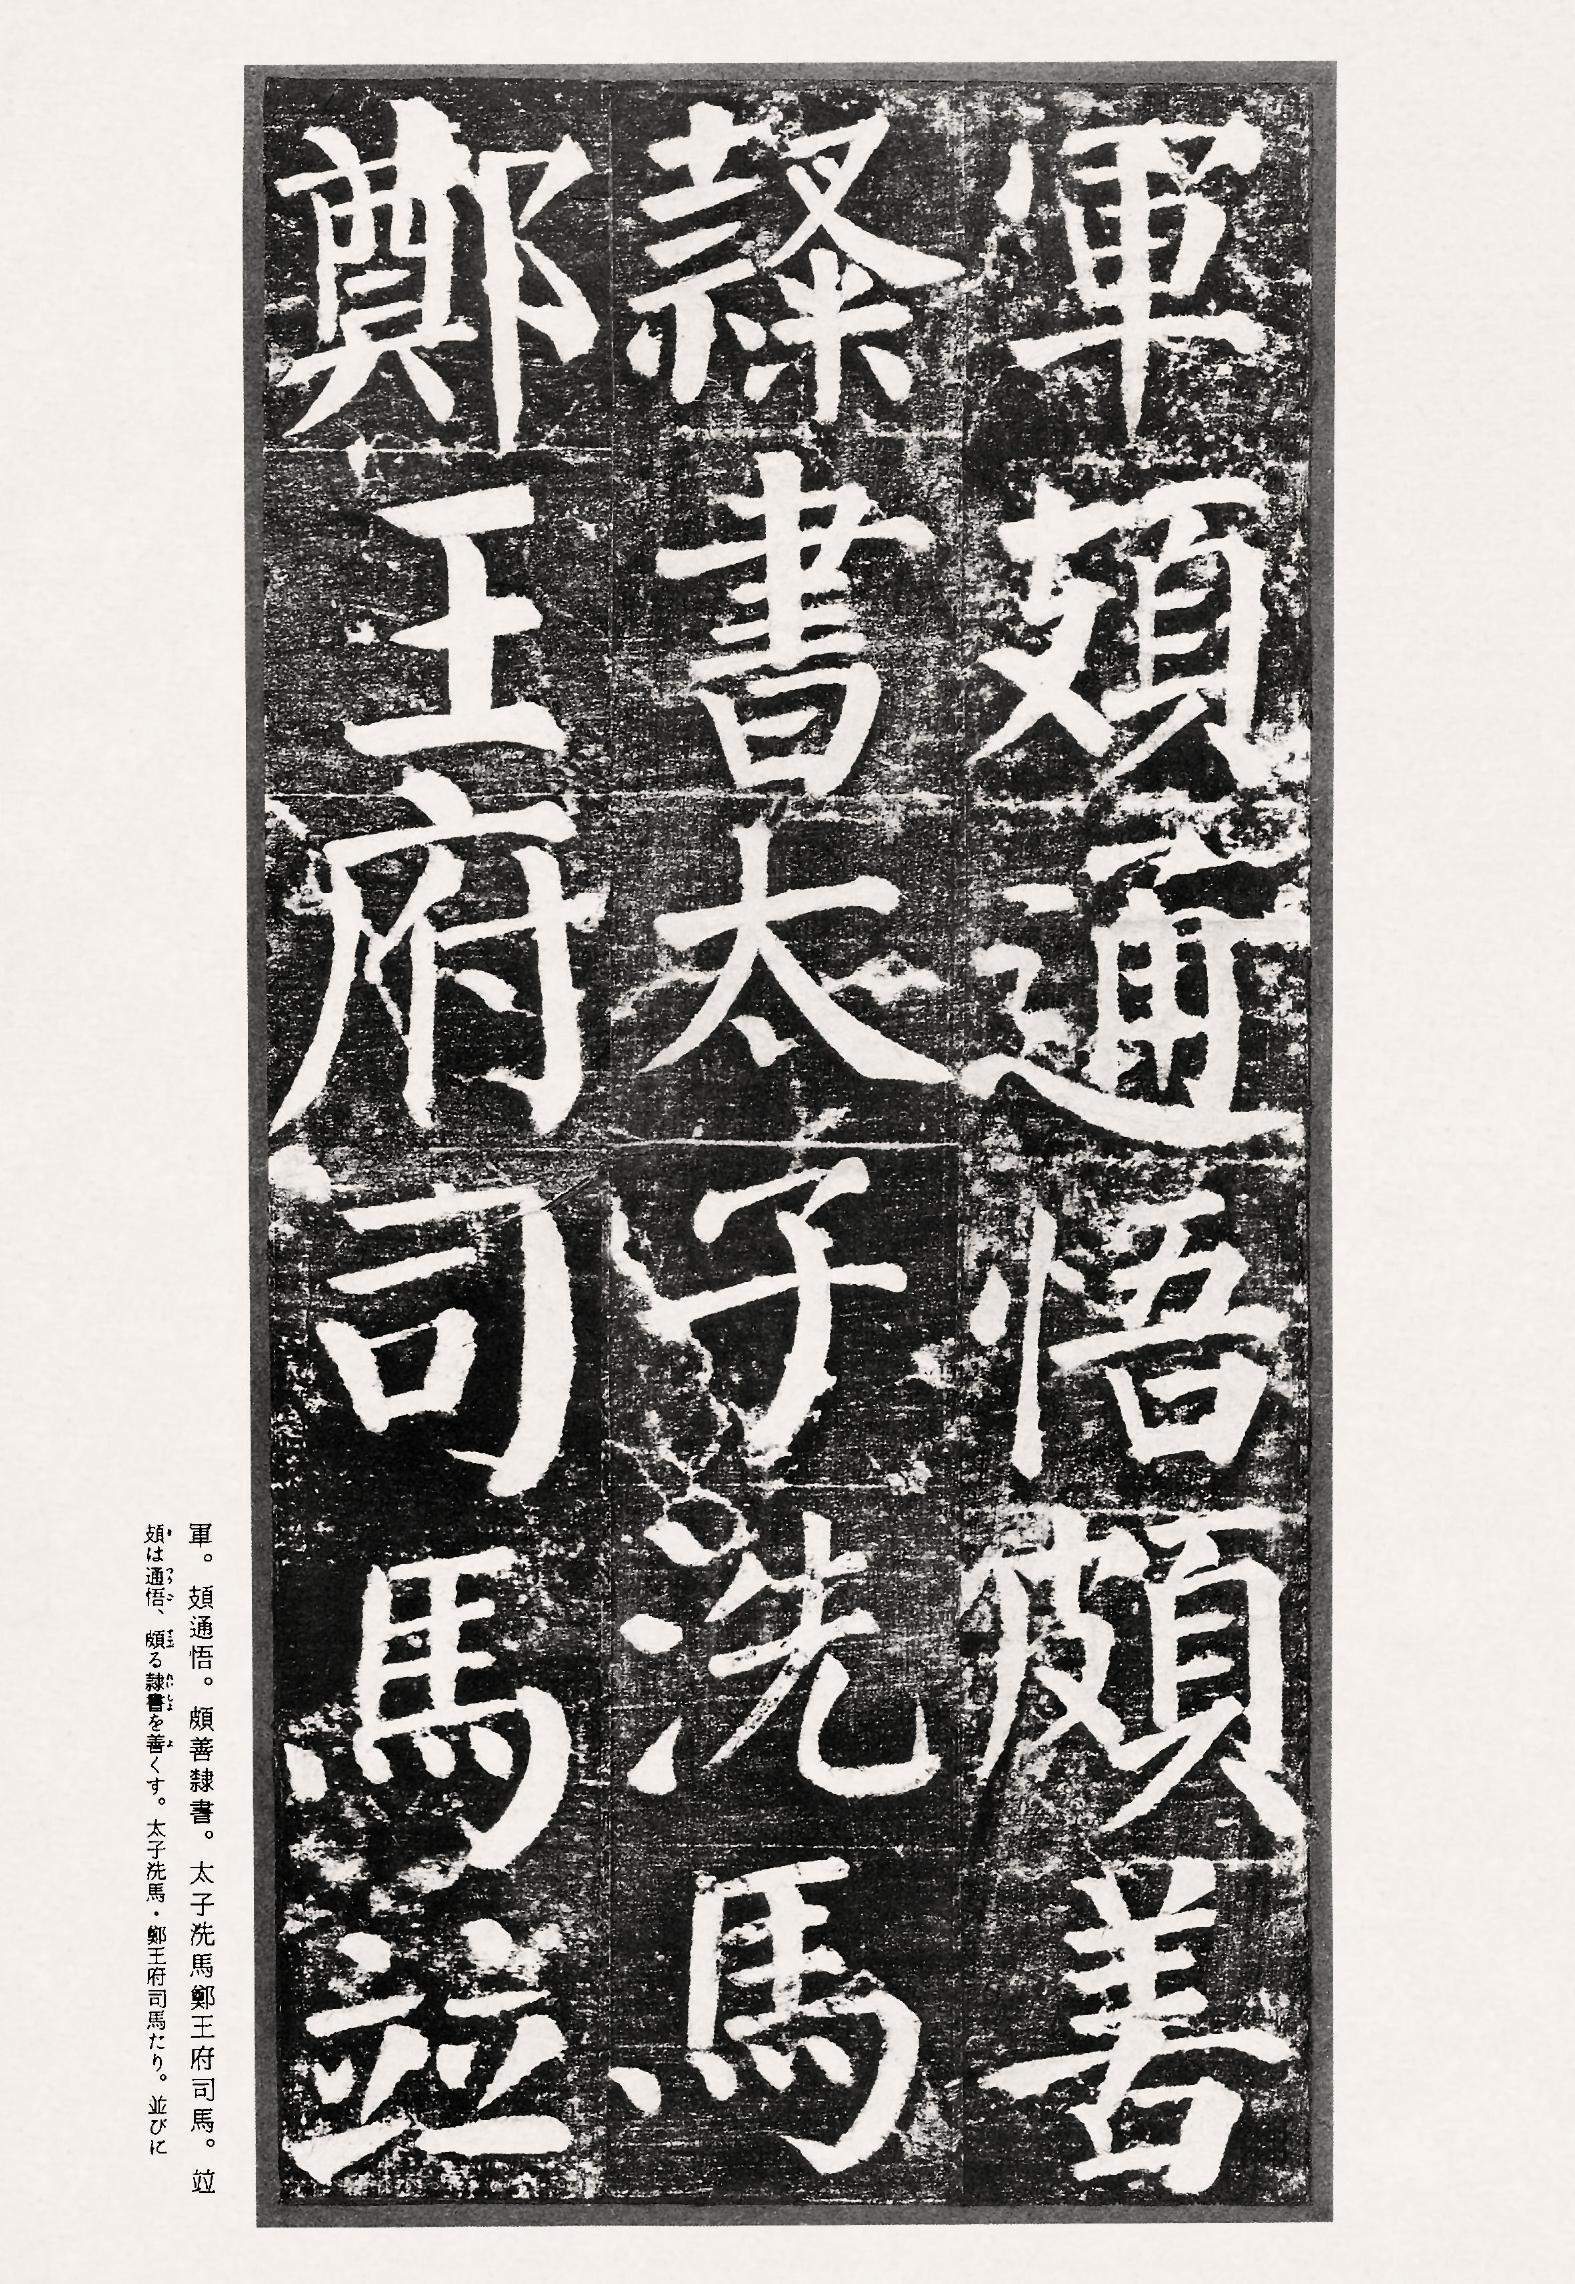 軍頍通悟頗善
隸書太子洗馬
鄭王府司馬竝
軍。頍通悟。頗善隸書。太子洗馬鄭王府司馬。竝
頍は通悟、頗る隷書を善くす。太子洗馬・鄭王府司馬たり。並びに